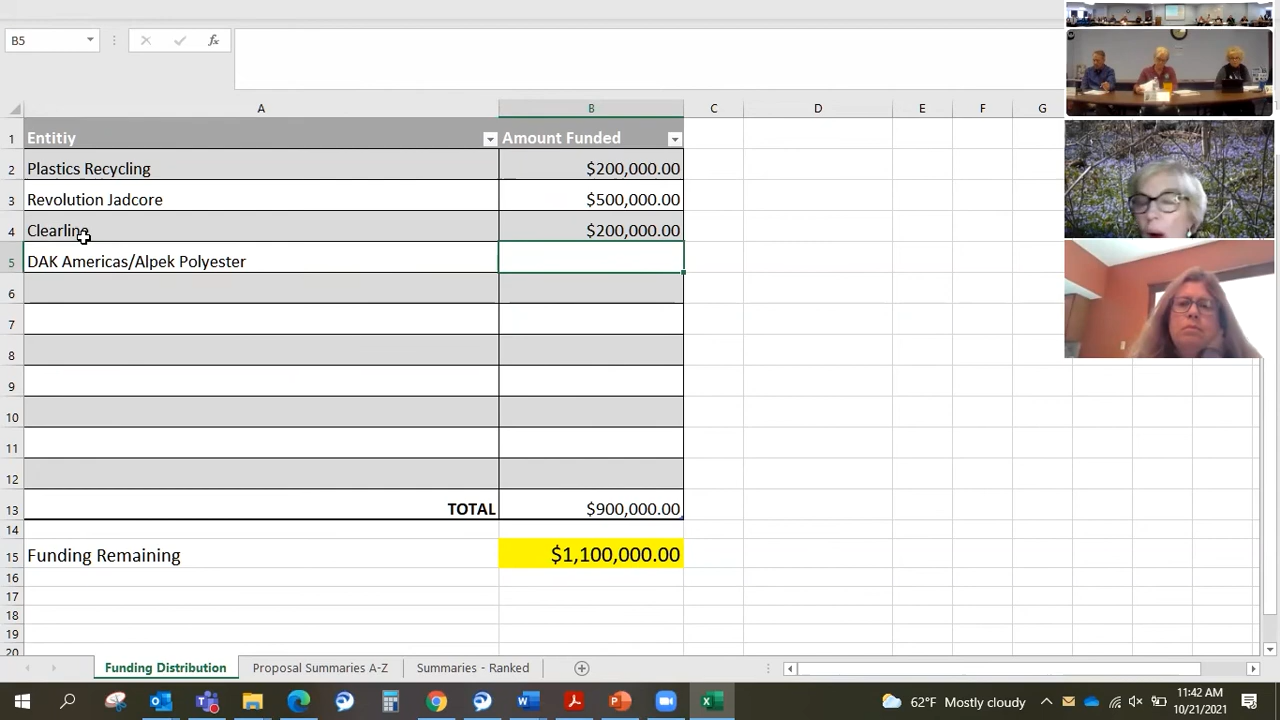 B5
fx
A B C D E F G
1 Entitiy Amount Funded
2 Plastics Recycling $200,000.00
3 Revolution Jadcore $500,000.00
4 Clearline $200,000.00
5 DAK Americas/Alpek Polyester
6
7
8
9
10
11
12
13 TOTAL $900,000.00
14
15 Funding Remaining $1,100,000.00
16
17
18
19
20
Funding Distribution Proposal Summaries A-Z Summaries - Ranked
62°F Mostly cloudy
11:42 AM
10/21/2021